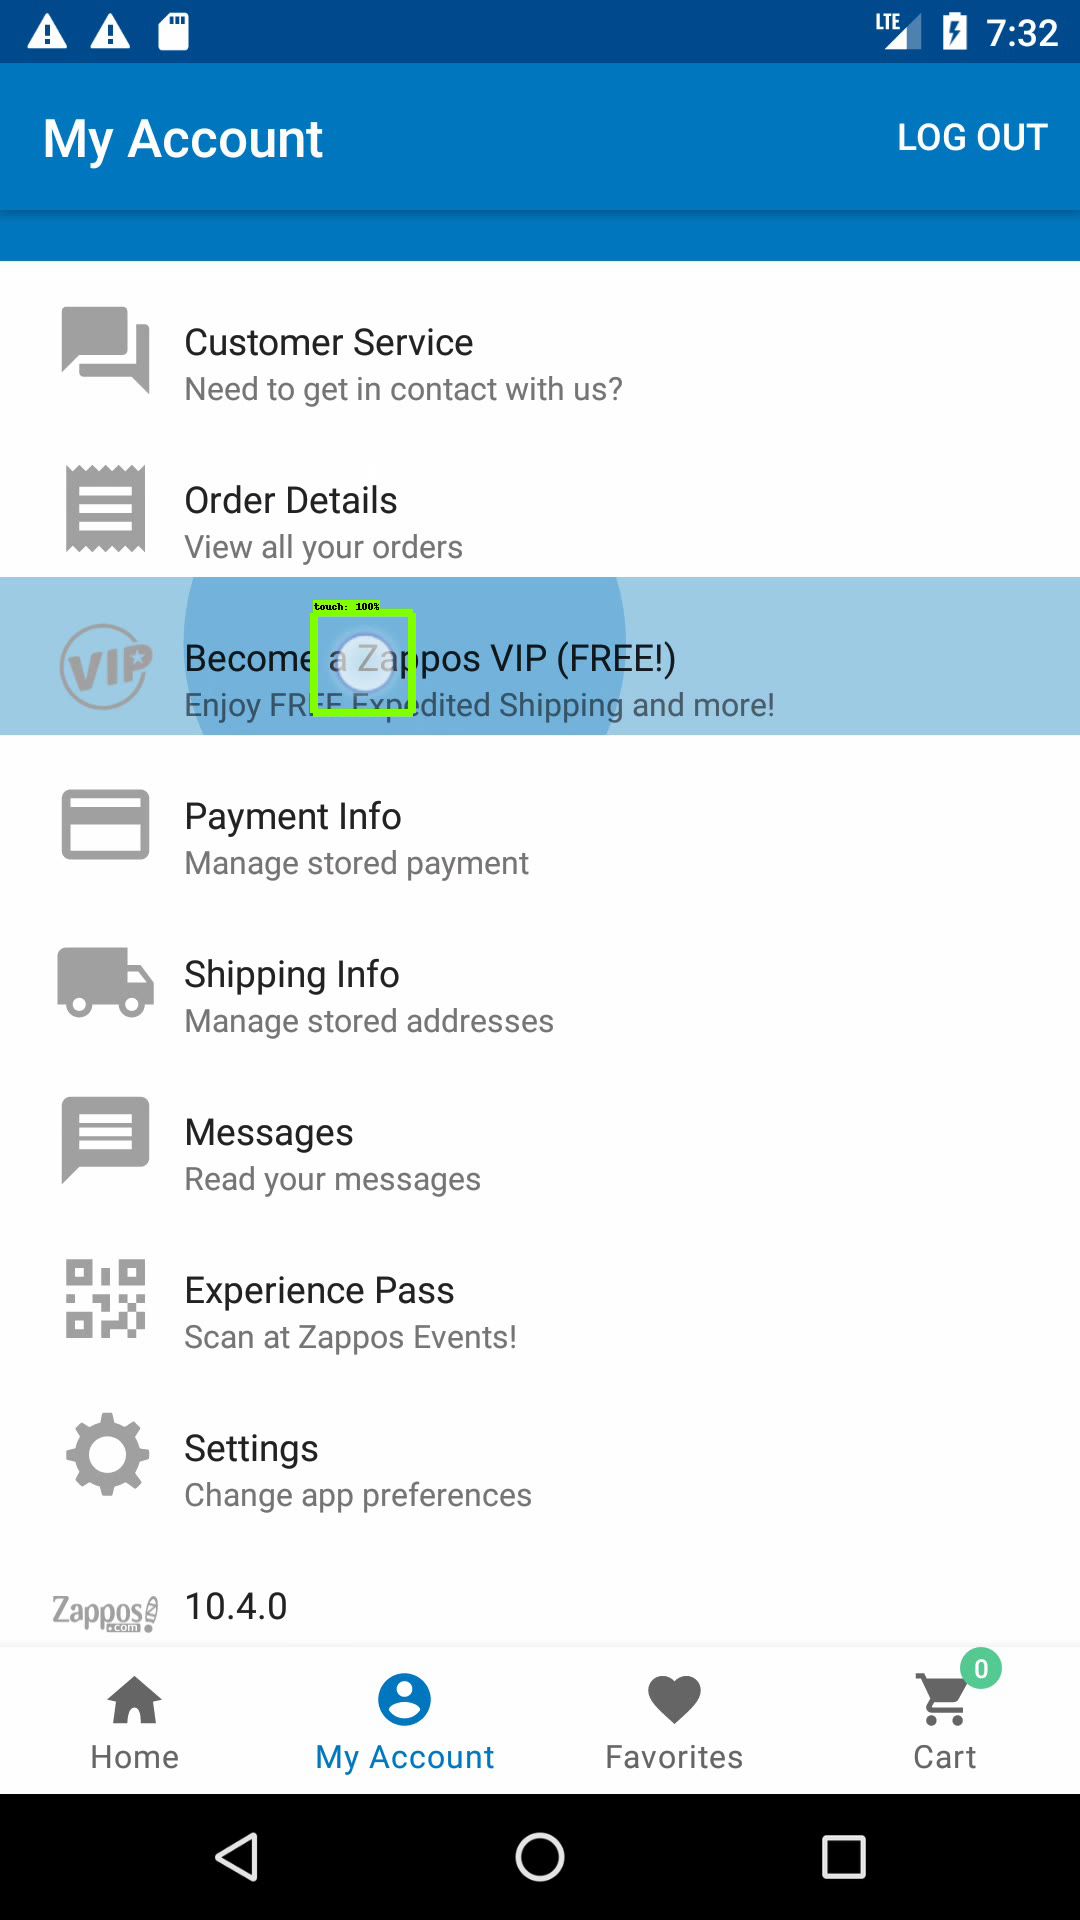 LTE 7:32
My Account LOG OUT
Customer Service
Need to get in contact with us?
Order Details
View all your orders
touch: 100%
VIP
Become a Zappos VIP (FREE!)
Enjoy FREE Expedited Shipping and more!
Payment Info
Manage stored payment
Shipping Info
Manage stored addresses
Messages
Read your messages
Experience Pass
Scan at Zappos Events!
Settings
Change app preferences
Zappos .com 10.4.0
0
Home My Account Favorites Cart